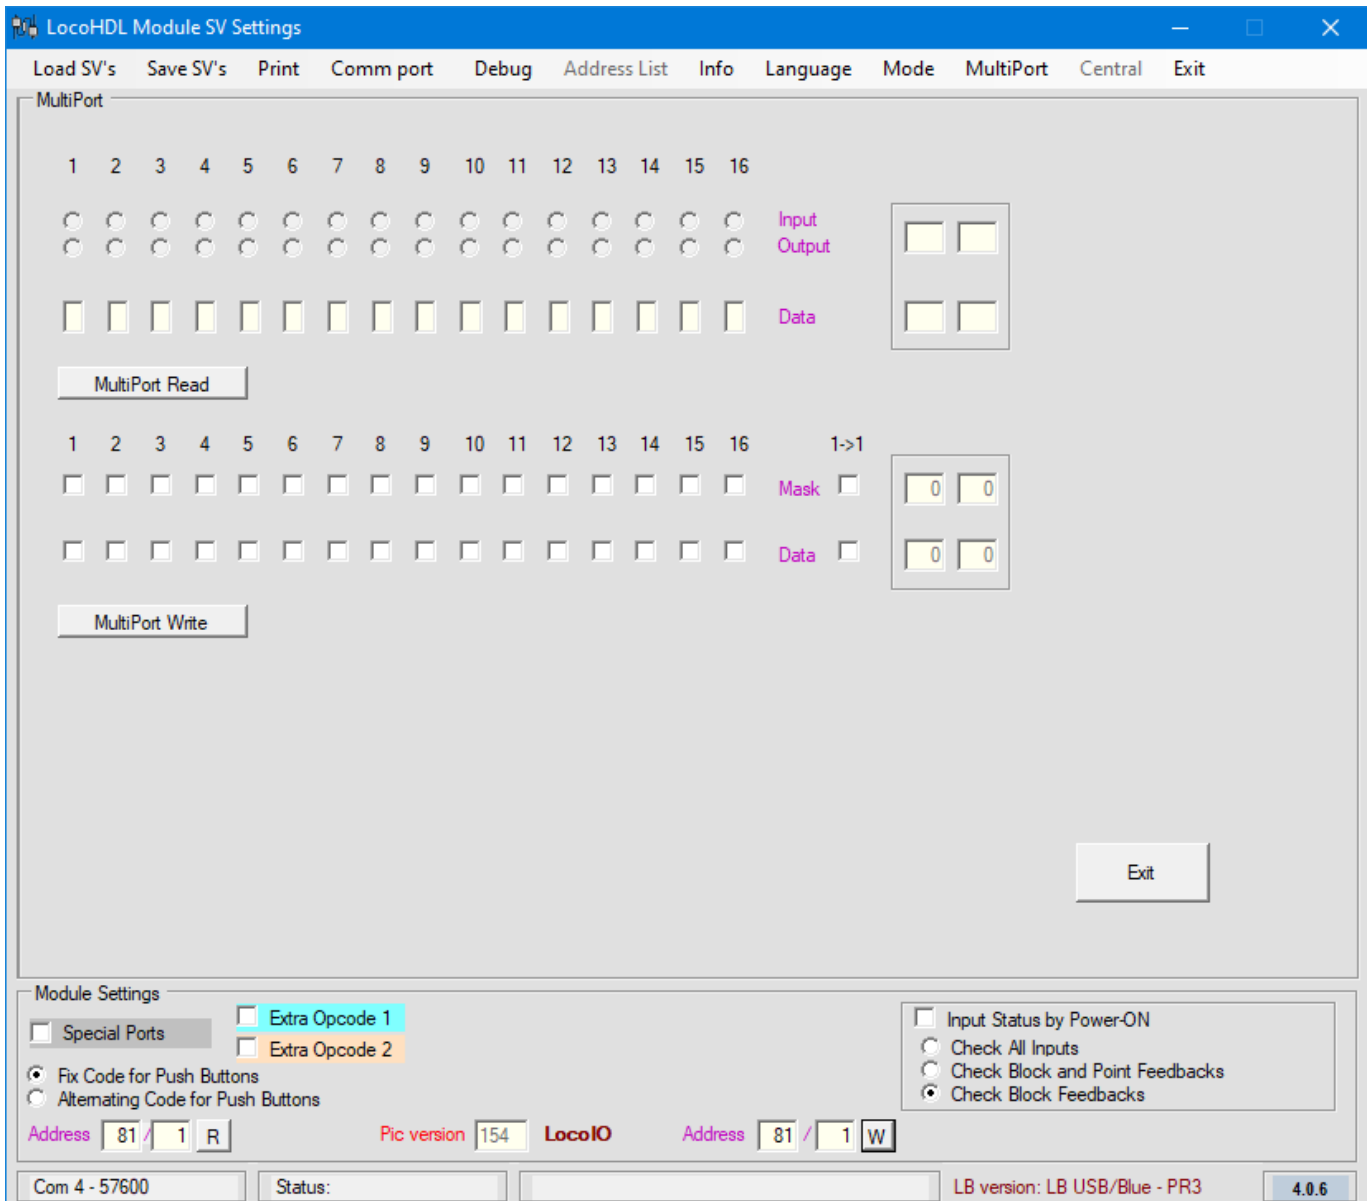 LocoHDL Module SV Settings
Load SV's Save SV's Print Comm port Debug Address List Info Language Mode MultiPort Central Exit
MultiPort
1 2 3 4 5 6 7 8 9 10 11 12 13 14 15 16
Input
Output
Data
MultiPort Read
1 2 3 4 5 6 7 8 9 10 11 12 13 14 15 16 1->1
Mask 0 0
Data 0 0
MultiPort Write
Exit
Module Settings
Special Ports
Extra Opcode 1
Extra Opcode 2
Fix Code for Push Buttons
Alternating Code for Push Buttons
Input Status by Power-ON
Check All Inputs
Check Block and Point Feedbacks
Check Block Feedbacks
Address 81 / 1 R Pic version 154 LocoIO Address 81 / 1 W
Com 4 - 57600 Status: LB version: LB USB/Blue - PR3 4.0.6